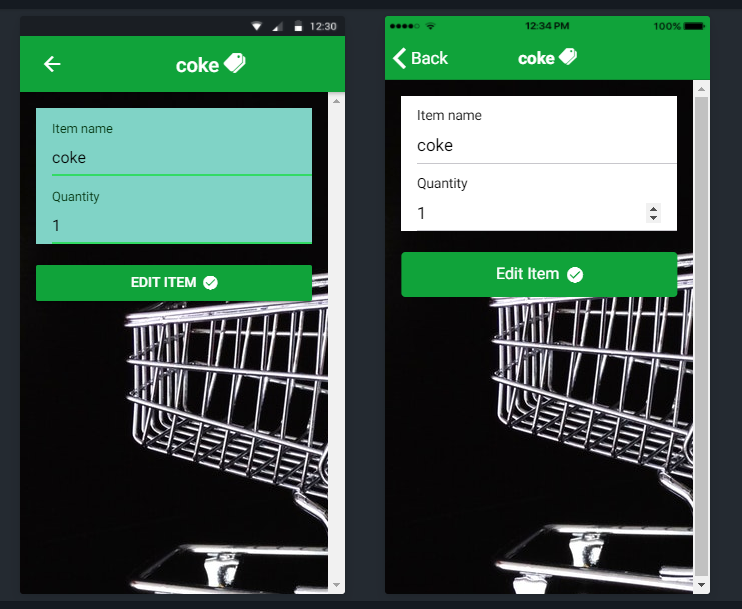 12:30
coke
Item name
coke
Quantity
1
EDIT ITEM
12:34 PM 100%
Back coke
Item name
coke
Quantity
1
Edit Item